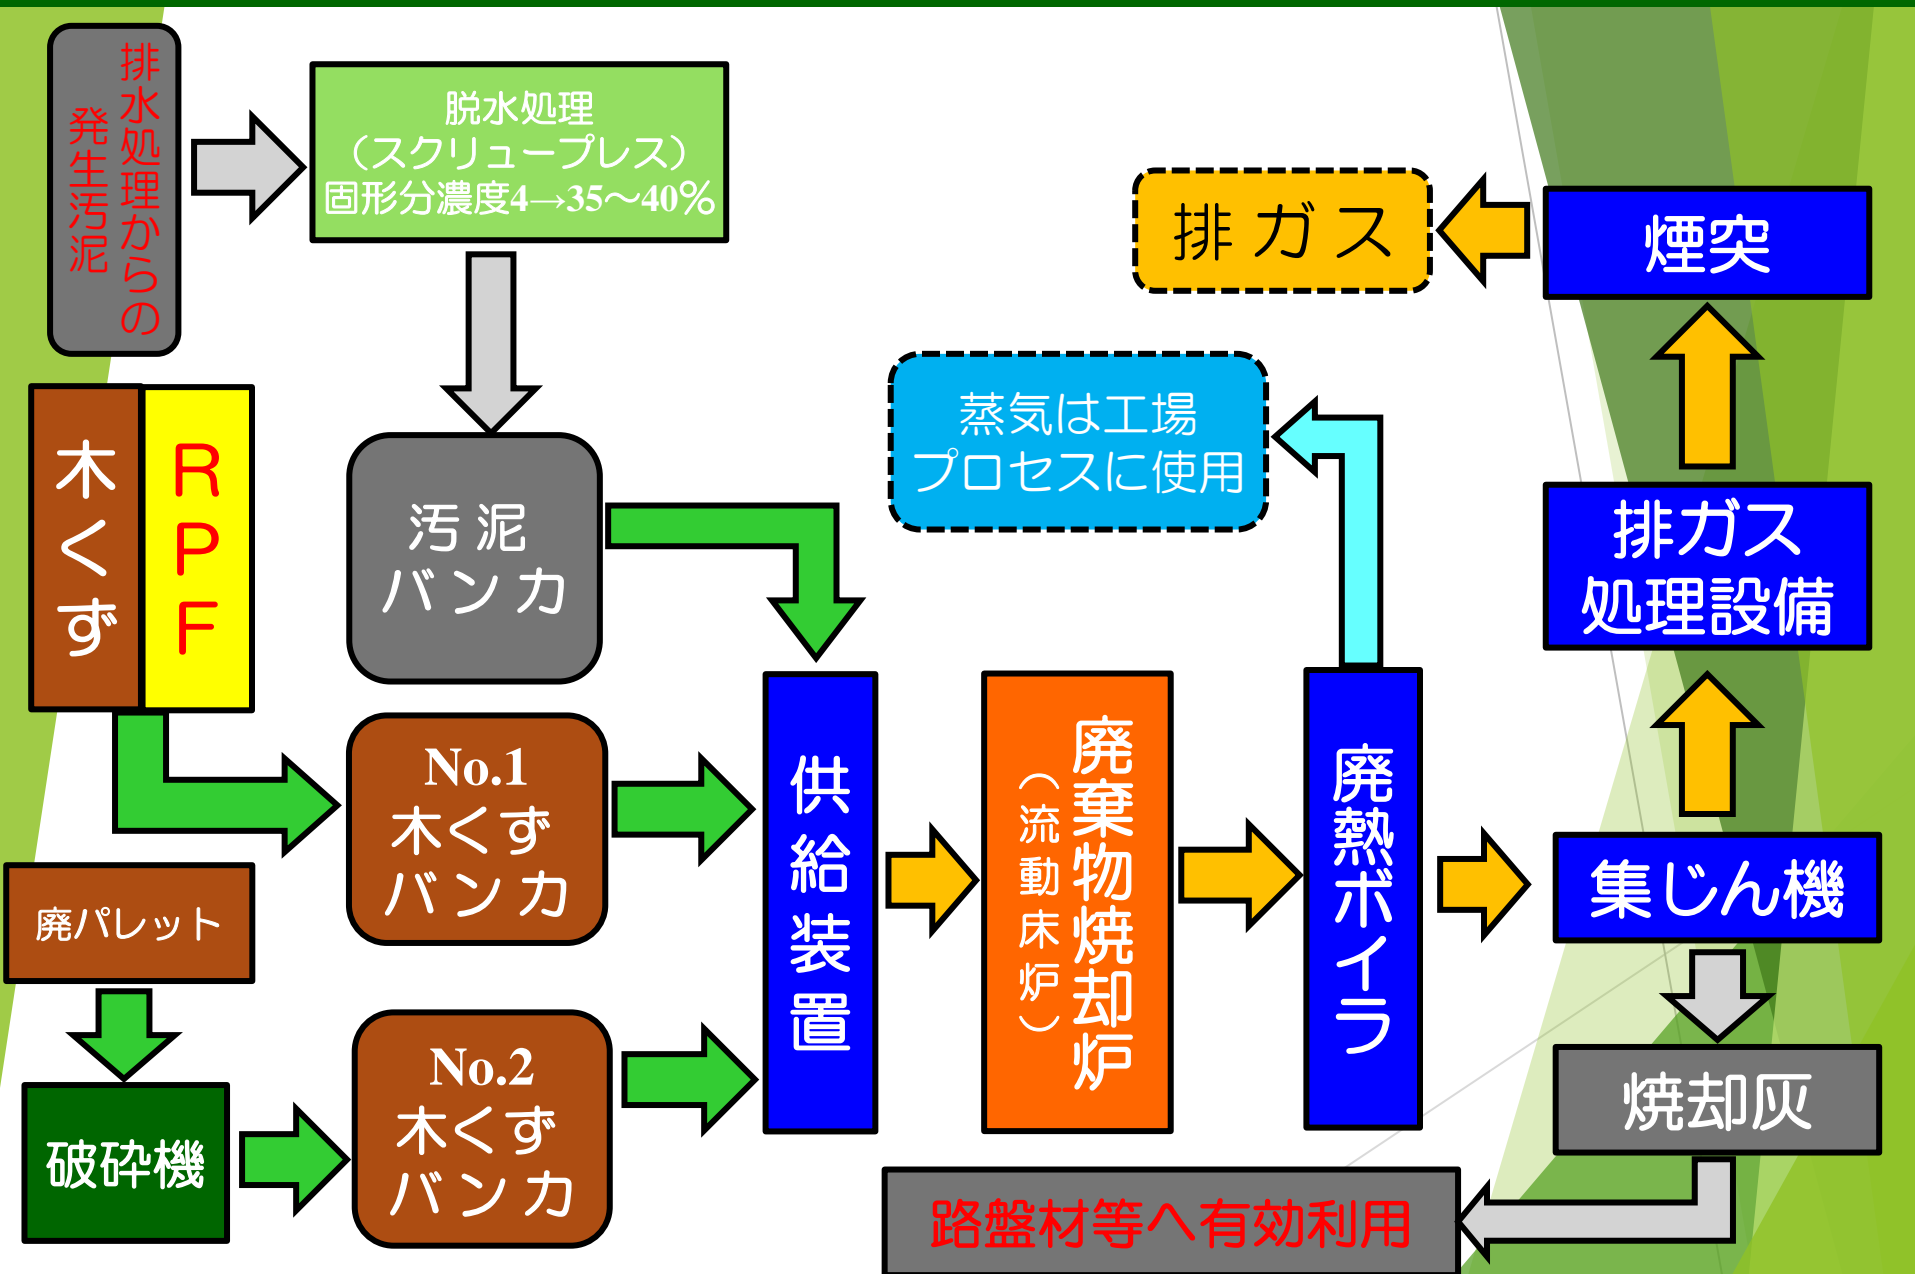 排水処理からの
発生汚泥
脱水処理
（スクリュープレス）
固形分濃度4→35～40％
木くず
RPF
汚泥
バンカ
No.1
木くず
バンカ
廃パレット
破砕機
No.2
木くず
バンカ
供給装置
廃棄物焼却炉
（流動床炉）
廃熱ボイラ
蒸気は工場
プロセスに使用
排ガス
煙突
排ガス
処理設備
集じん機
焼却灰
路盤材等へ有効利用